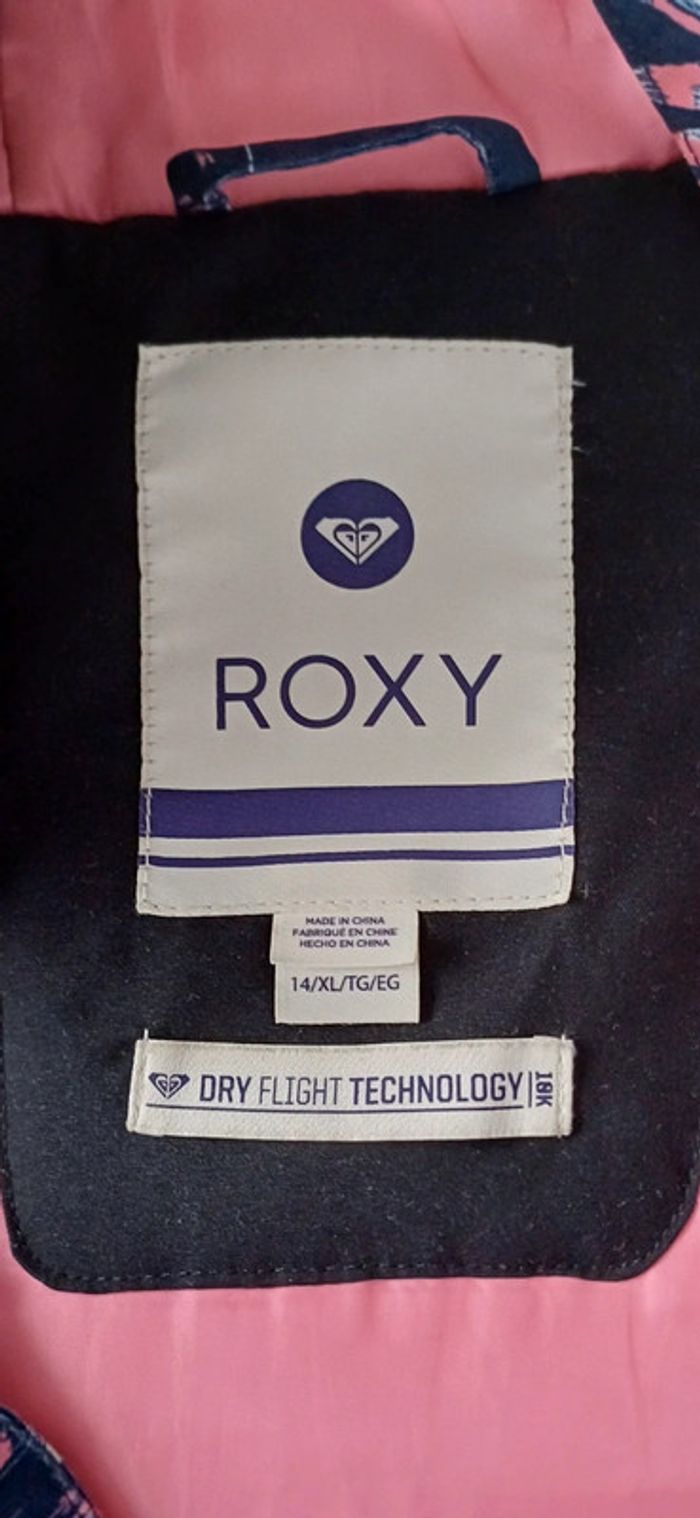 ROXY
MADE IN CHINA
FABRIQUÉ EN CHINE
HECHO EN CHINA
14/XL/TG/EG
DRY FLIGHT TECHNOLOGY 10K